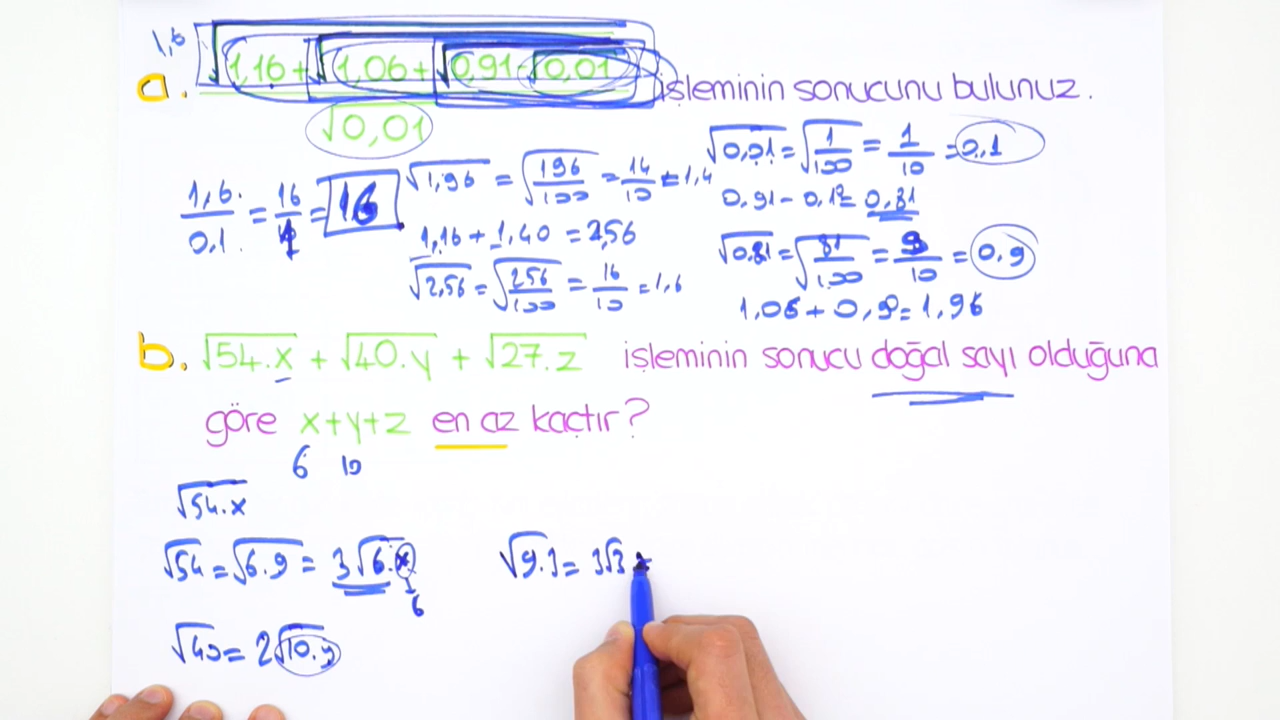 1,6
a. √1,16+√1,06+√0,91-√0,01 işleminin sonucunu bulunuz.
√0,01
√0,01 = √1/100 = 1/10 = 0,1
1,6/0,1 = 16/1 = 16
√1,96 = √196/100 = 14/10 = 1,4
0,91 - 0,10 = 0,81
1,16 + 1,40 = 2,56
√0,81 = √81/100 = 9/10 = 0,9
√2,56 = √256/100 = 16/10 = 1,6
1,06 + 0,90 = 1,96
b. √54.x + √40.y + √27.z işleminin sonucu doğal sayı olduğuna
göre x+y+z en az kaçtır?
6 10
√54.x
√54 = √6.9 = 3√6.x
6
√9.3 = 3√3
√40 = 2√10.y